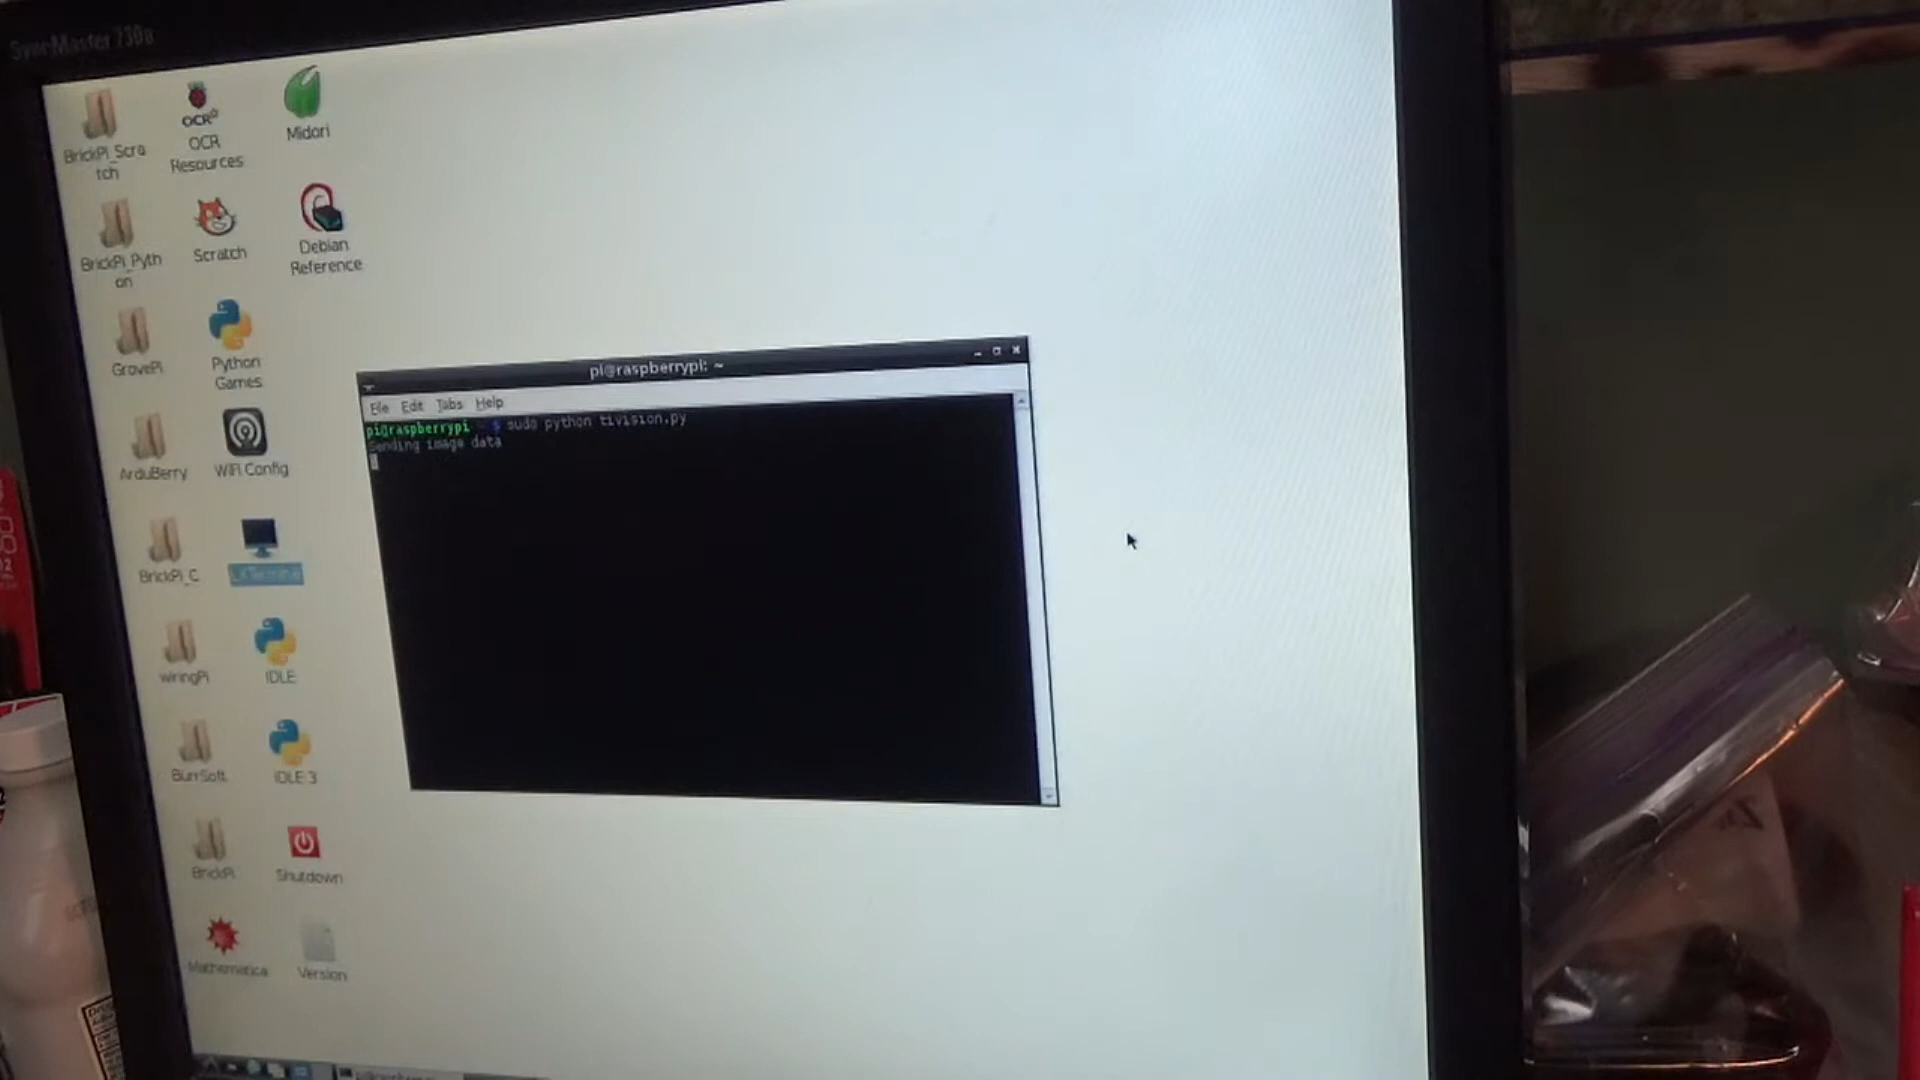 SyncMaster 730B
BrickPi_Scra
tch
OCR
OCR
Resources
Midori
BrickPi_Pyth
on
Scratch
Debian
Reference
GrovePi
Python
Games
ArduBerry
WiFi Config
BrickPi_C
LXTerminal
wiringPi
IDLE
BurrSoft
IDLE 3
BrickPi
Shutdown
Mathematica
Version
pi@raspberrypi: ~
File Edit Tabs Help
pi@raspberrypi ~ $ sudo python tivision.py
Sending image data